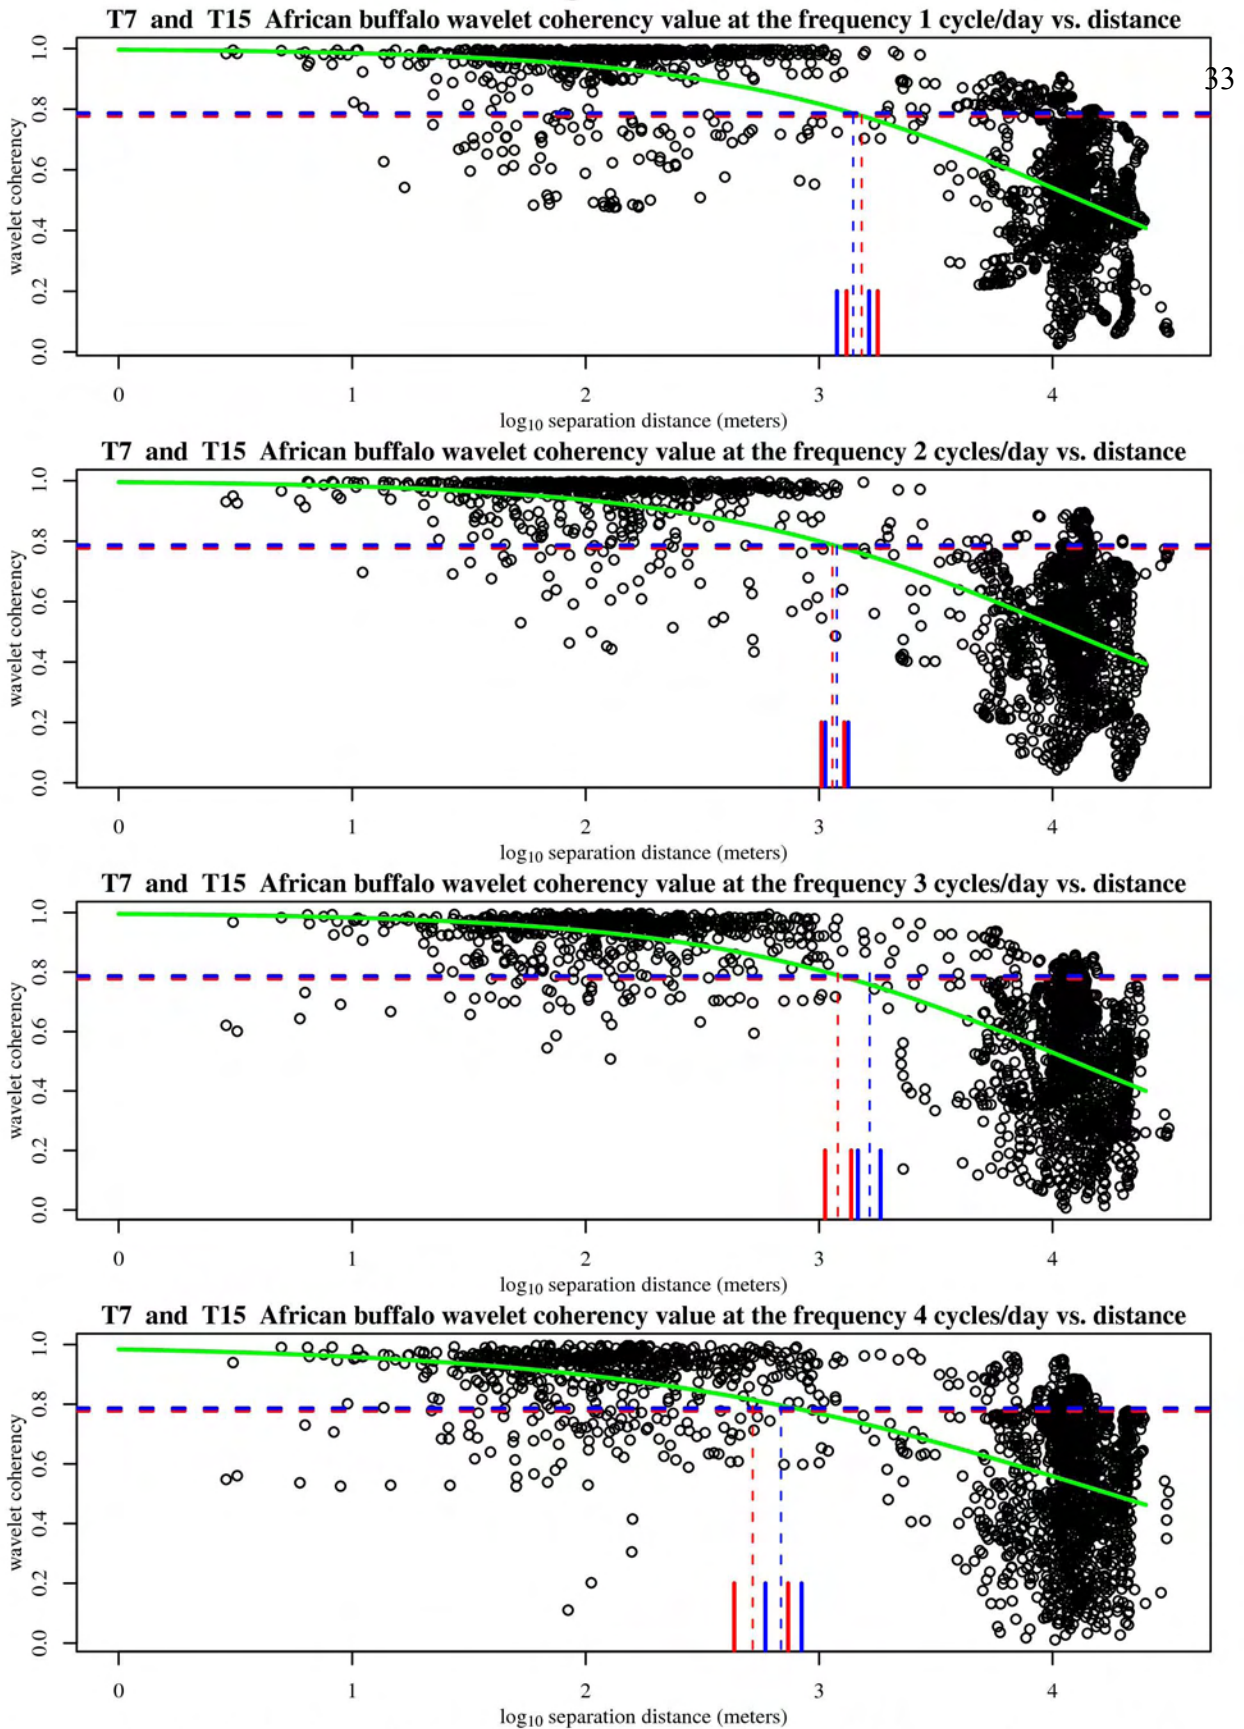 T7 and T15 African buffalo wavelet coherency value at the frequency 1 cycle/day vs. distance
33
wavelet coherency
1.0
0.8
0.6
0.4
0.2
0.0
0 1 2 3 4
log10 separation distance (meters)
T7 and T15 African buffalo wavelet coherency value at the frequency 2 cycles/day vs. distance
wavelet coherency
1.0
0.8
0.6
0.4
0.2
0.0
0 1 2 3 4
log10 separation distance (meters)
T7 and T15 African buffalo wavelet coherency value at the frequency 3 cycles/day vs. distance
wavelet coherency
1.0
0.8
0.6
0.4
0.2
0.0
0 1 2 3 4
log10 separation distance (meters)
T7 and T15 African buffalo wavelet coherency value at the frequency 4 cycles/day vs. distance
wavelet coherency
1.0
0.8
0.6
0.4
0.2
0.0
0 1 2 3 4
log10 separation distance (meters)